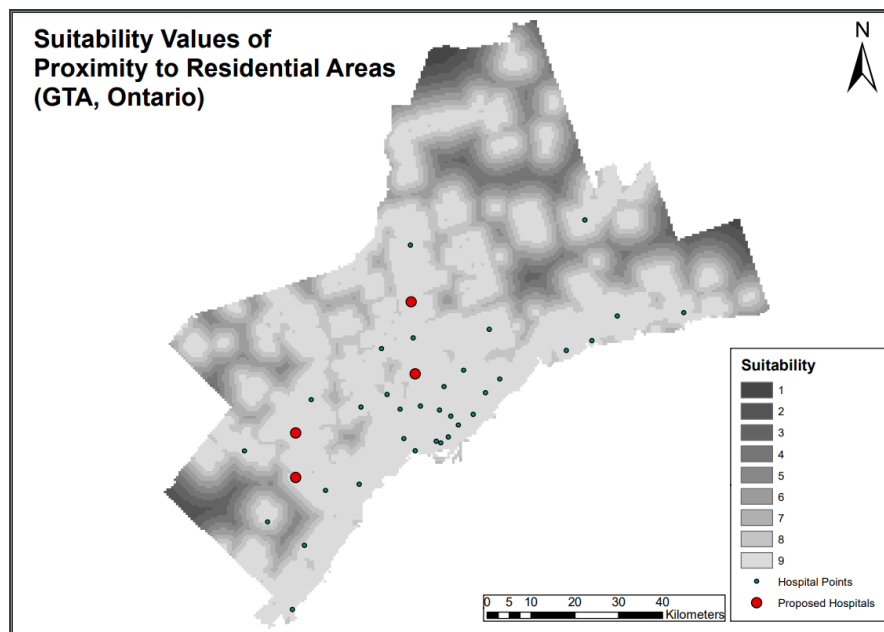 Suitability Values of
Proximity to Residential Areas
(GTA, Ontario)
N
Suitability
1
2
3
4
5
6
7
8
9
Hospital Points
Proposed Hospitals
0 5 10 20 30 40
Kilometers